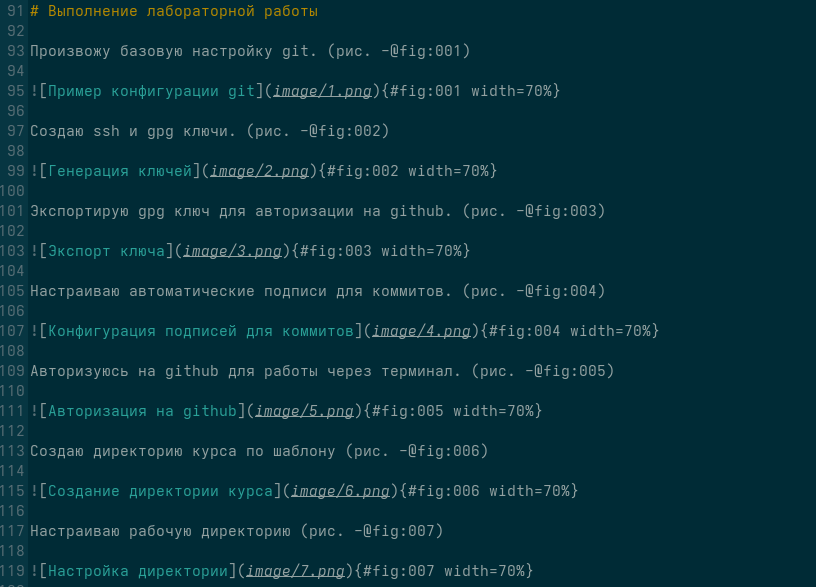 91 # Выполнение лабораторной работы
92
93 Произвожу базовую настройку git. (рис. -@fig:001)
94
95 ![Пример конфигурации git](image/1.png){#fig:001 width=70%}
96
97 Создаю ssh и gpg ключи. (рис. -@fig:002)
98
99 ![Генерация ключей](image/2.png){#fig:002 width=70%}
100
101 Экспортирую gpg ключ для авторизации на github. (рис. -@fig:003)
102
103 ![Экспорт ключа](image/3.png){#fig:003 width=70%}
104
105 Настраиваю автоматические подписи для коммитов. (рис. -@fig:004)
106
107 ![Конфигурация подписей для коммитов](image/4.png){#fig:004 width=70%}
108
109 Авторизуюсь на github для работы через терминал. (рис. -@fig:005)
110
111 ![Авторизация на github](image/5.png){#fig:005 width=70%}
112
113 Создаю директорию курса по шаблону (рис. -@fig:006)
114
115 ![Создание директории курса](image/6.png){#fig:006 width=70%}
116
117 Настраиваю рабочую директорию (рис. -@fig:007)
118
119 ![Настройка директории](image/7.png){#fig:007 width=70%}